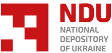 NDU
NATIONAL
DEPOSITORY
OF UKRAINE